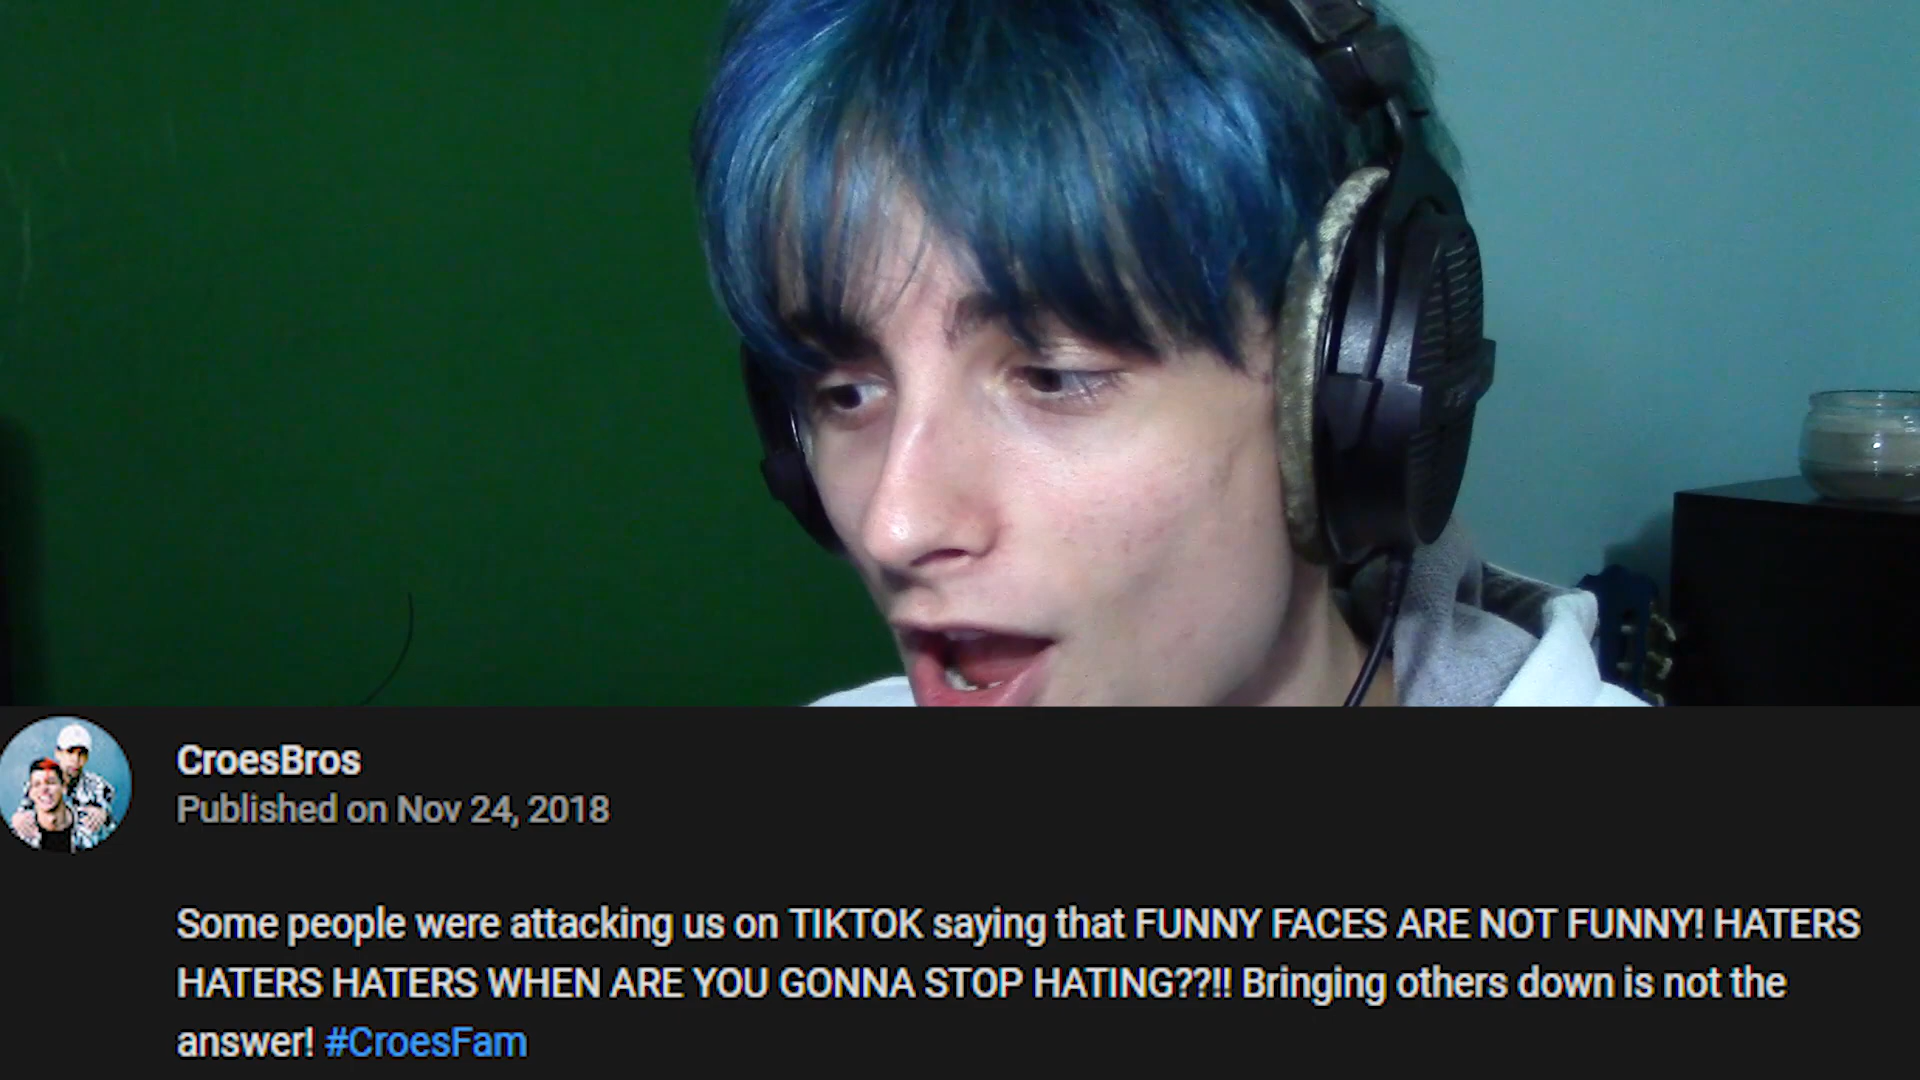 CroesBros
Published on Nov 24, 2018
Some people were attacking us on TIKTOK saying that FUNNY FACES ARE NOT FUNNY! HATERS
HATERS HATERS WHEN ARE YOU GONNA STOP HATING??!! Bringing others down is not the
answer! #CroesFam